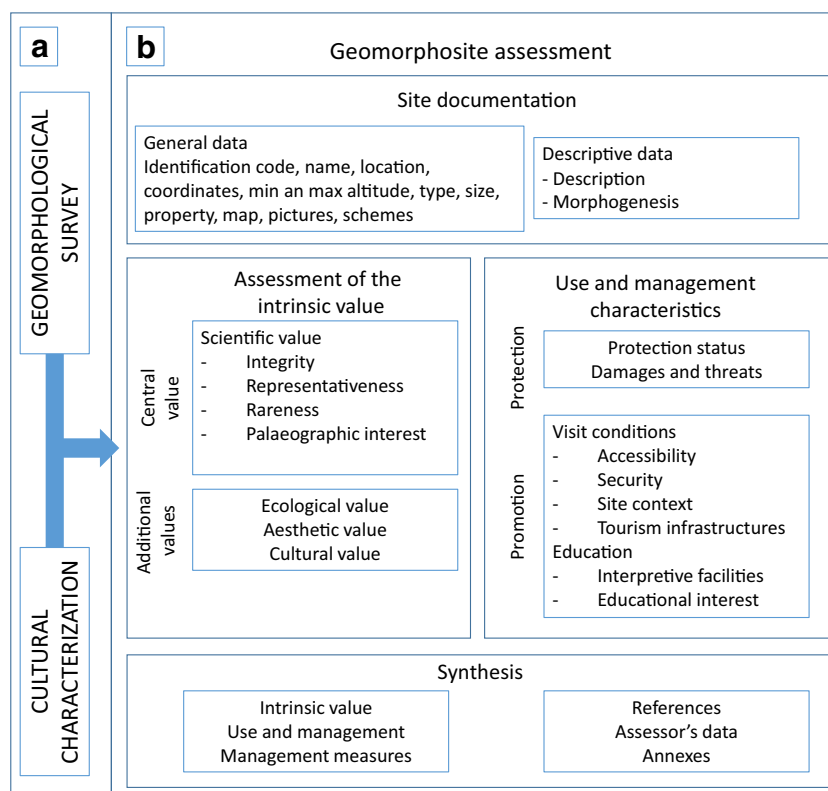 a
GEOMORPHOLOGICAL
SURVEY
CULTURAL
CHARACTERIZATION
b
Geomorphosite assessment
Site documentation
General data
Identification code, name, location,
coordinates, min an max altitude, type, size,
property, map, pictures, schemes
Descriptive data
- Description
- Morphogenesis
Assessment of the
intrinsic value
Central
value
Scientific value
- Integrity
- Representativeness
- Rareness
- Palaeographic interest
Additional
values
Ecological value
Aesthetic value
Cultural value
Use and management
characteristics
Protection
Protection status
Damages and threats
Promotion
Visit conditions
- Accessibility
- Security
- Site context
- Tourism infrastructures
Education
- Interpretive facilities
- Educational interest
Synthesis
Intrinsic value
Use and management
Management measures
References
Assessor's data
Annexes